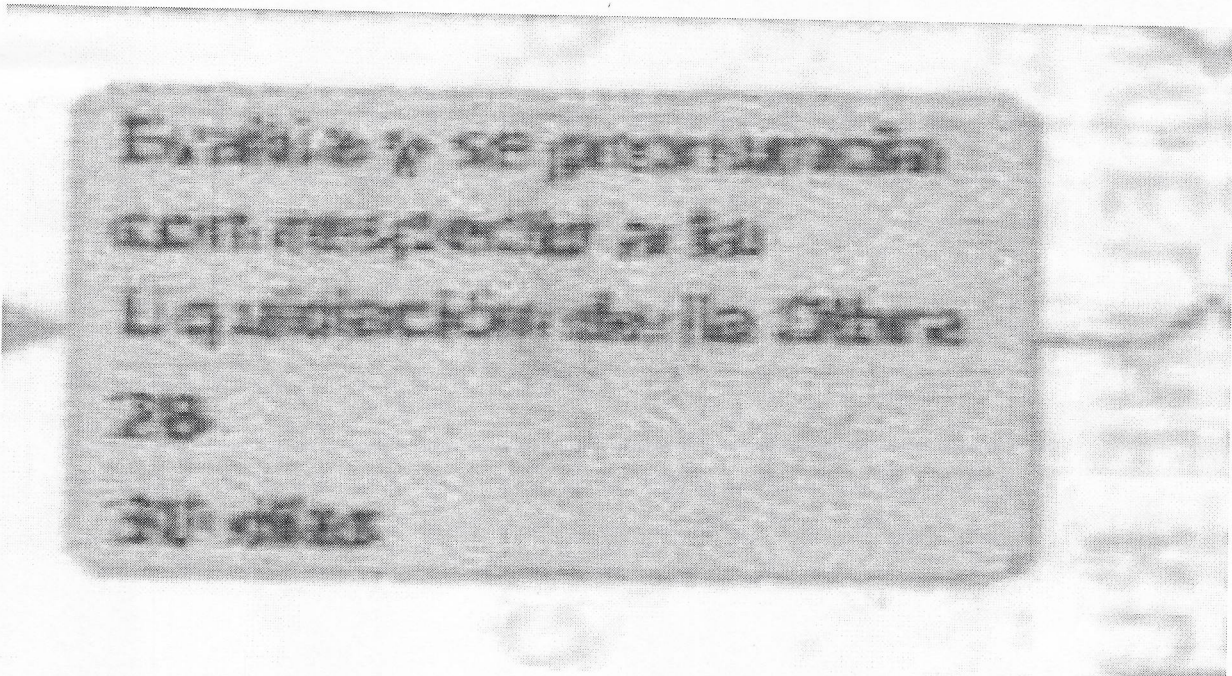 Evalúa y se pronuncia
con respecto a la
Liquidación de la Obra
28
30 días